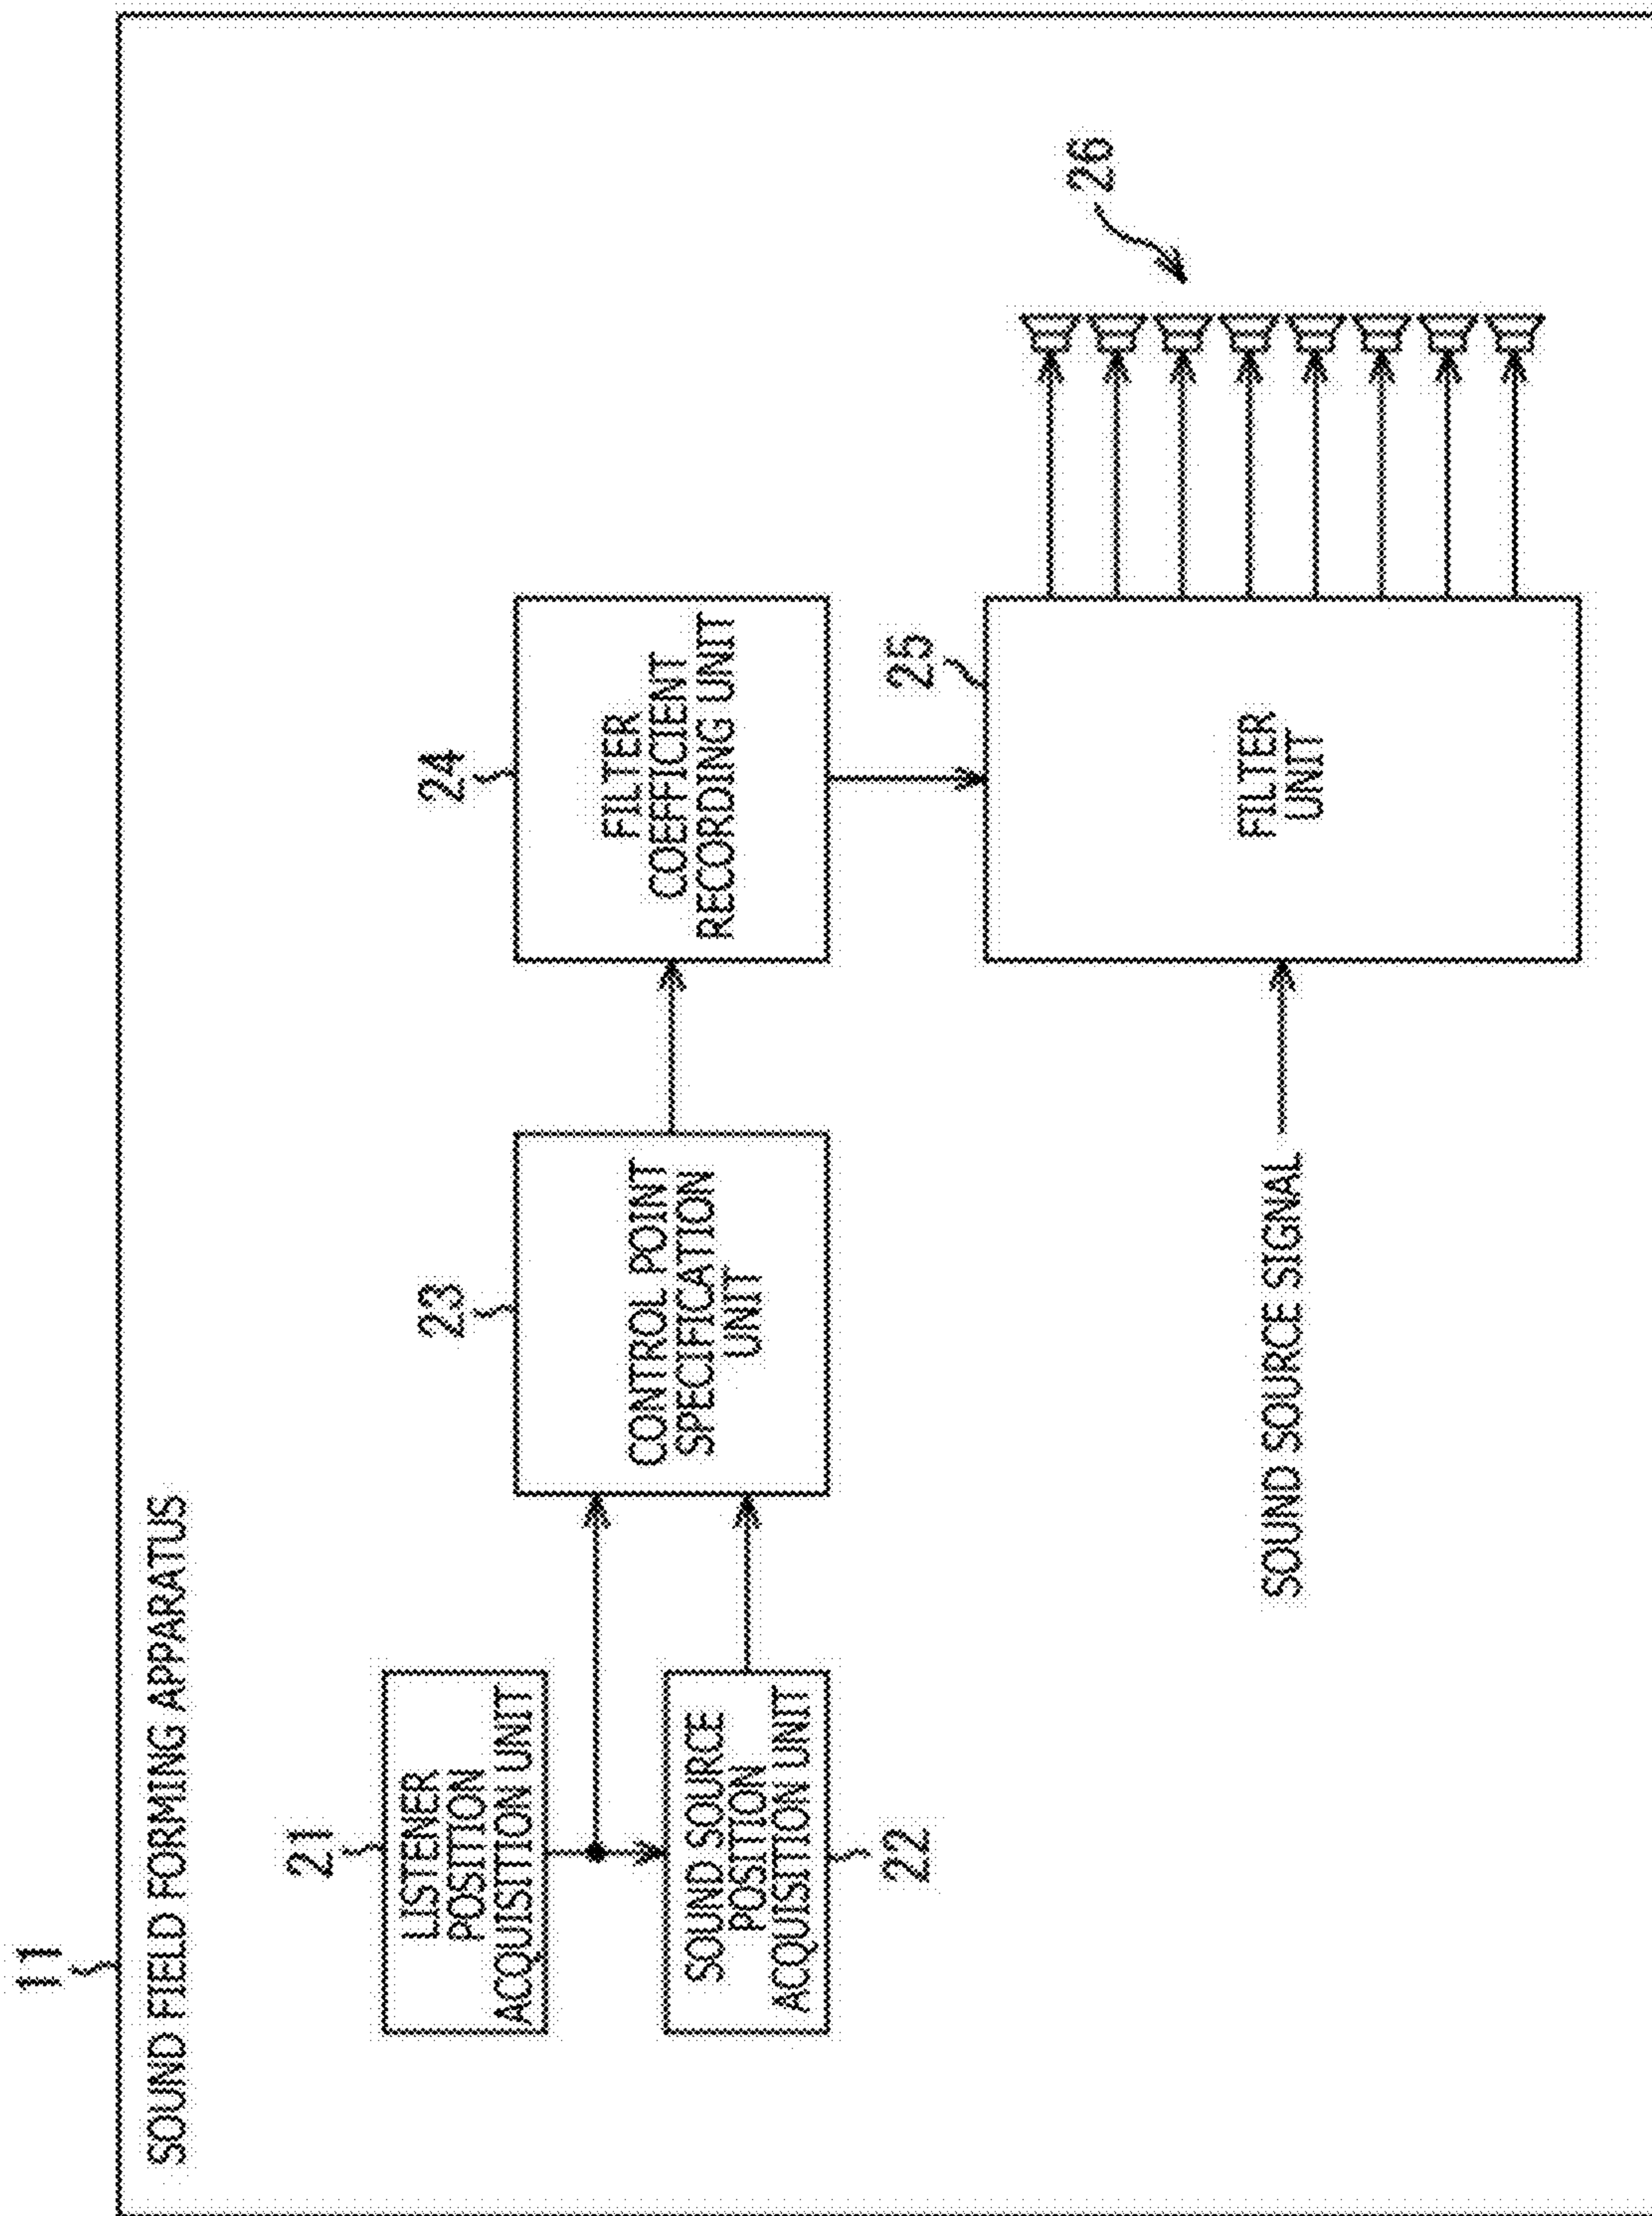 11
SOUND FIELD FORMING APPARATUS
21
LISTENER
POSITION
ACQUISITION UNIT
SOUND SOURCE
POSITION
ACQUISITION UNIT
22
23
CONTROL POINT
SPECIFICATION
UNIT
24
FILTER
COEFFICIENT
RECORDING UNIT
25
FILTER
UNIT
SOUND SOURCE SIGNAL
26